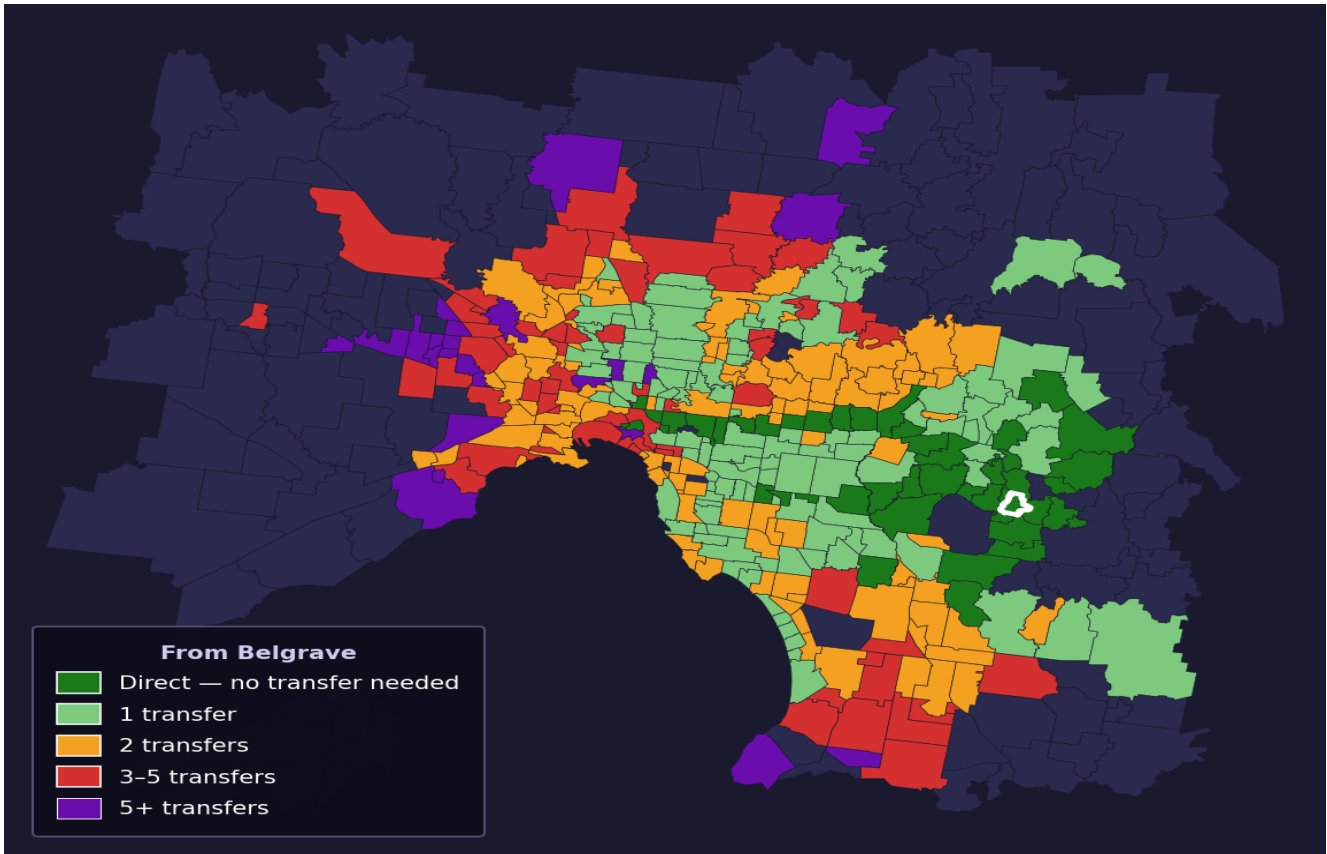 From Belgrave
Direct — no transfer needed
1 transfer
2 transfers
3–5 transfers
5+ transfers